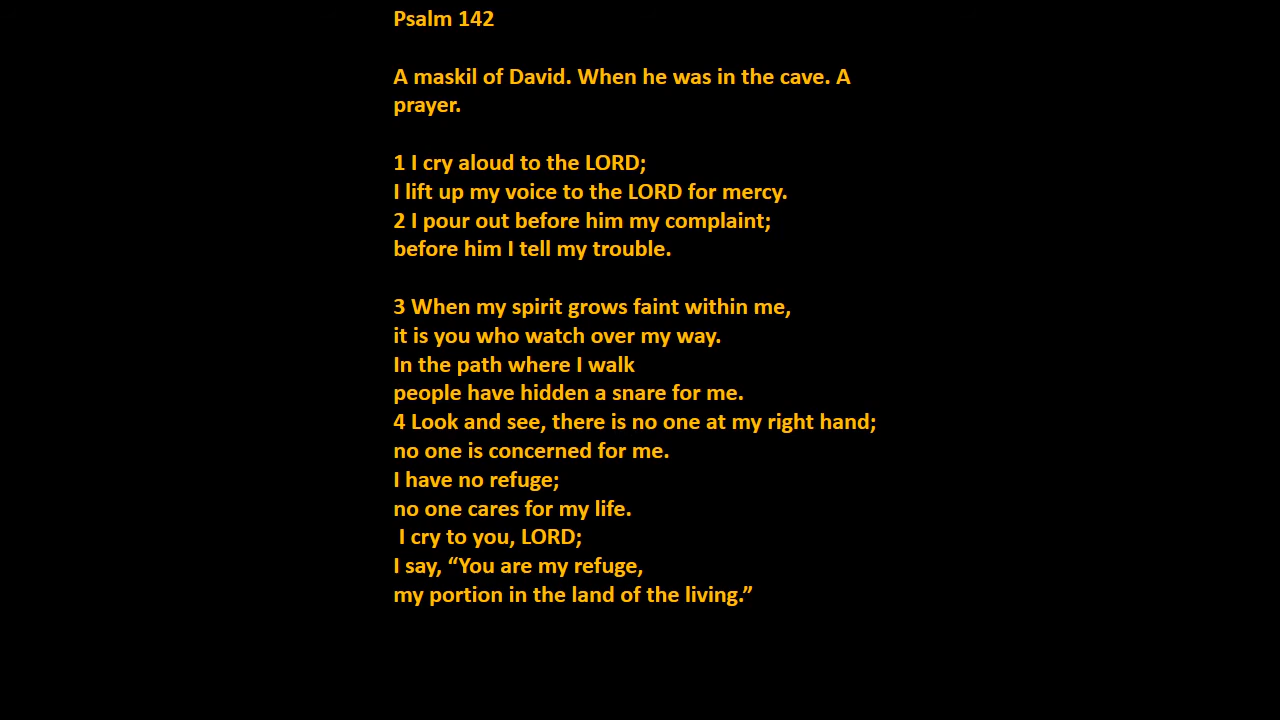 Psalm 142
A maskil of David. When he was in the cave. A
prayer.
1 I cry aloud to the LORD;
I lift up my voice to the LORD for mercy.
2 I pour out before him my complaint;
before him I tell my trouble.
3 When my spirit grows faint within me,
it is you who watch over my way.
In the path where I walk
people have hidden a snare for me.
4 Look and see, there is no one at my right hand;
no one is concerned for me.
I have no refuge;
no one cares for my life.
I cry to you, LORD;
I say, “You are my refuge,
my portion in the land of the living.”